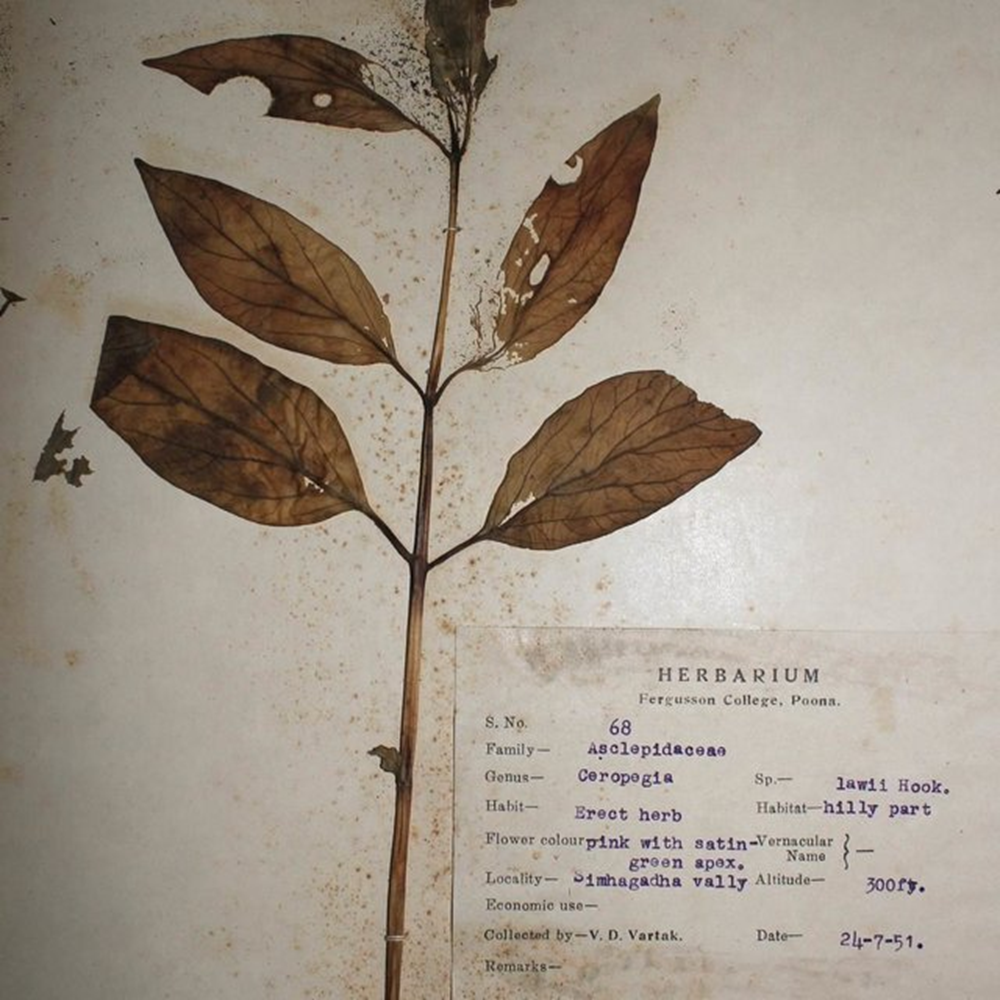 HERBARIUM
Fergusson College, Poona.
S. No. 68
Family— Asclepidaceae
Genus— Ceropegia Sp.— lawii Hook.
Habit— Erect herb Habitat—hilly part
Flower colour pink with satin- Vernacular
green apex. Name } —
Locality— Simhagadha vally Altitude— 300ft.
Economic use—
Collected by—V. D. Vartak. Date— 24-7-51.
Remarks—